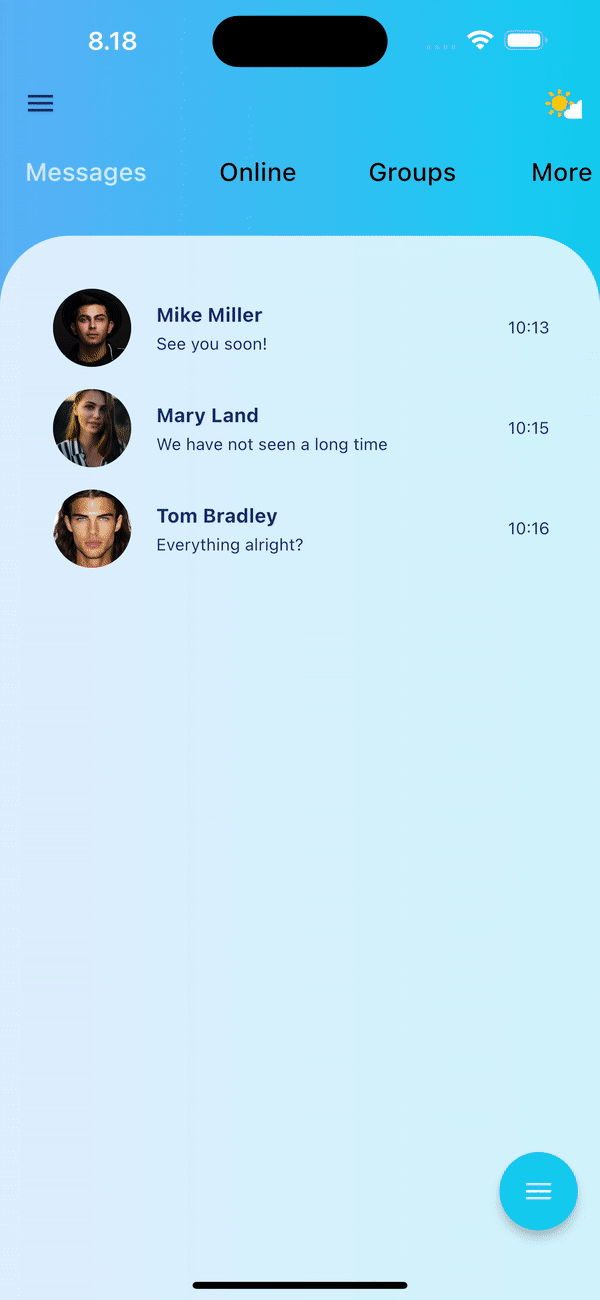 8.18
Messages Online Groups More
Mike Miller
See you soon!
10:13
Mary Land
We have not seen a long time
10:15
Tom Bradley
Everything alright?
10:16